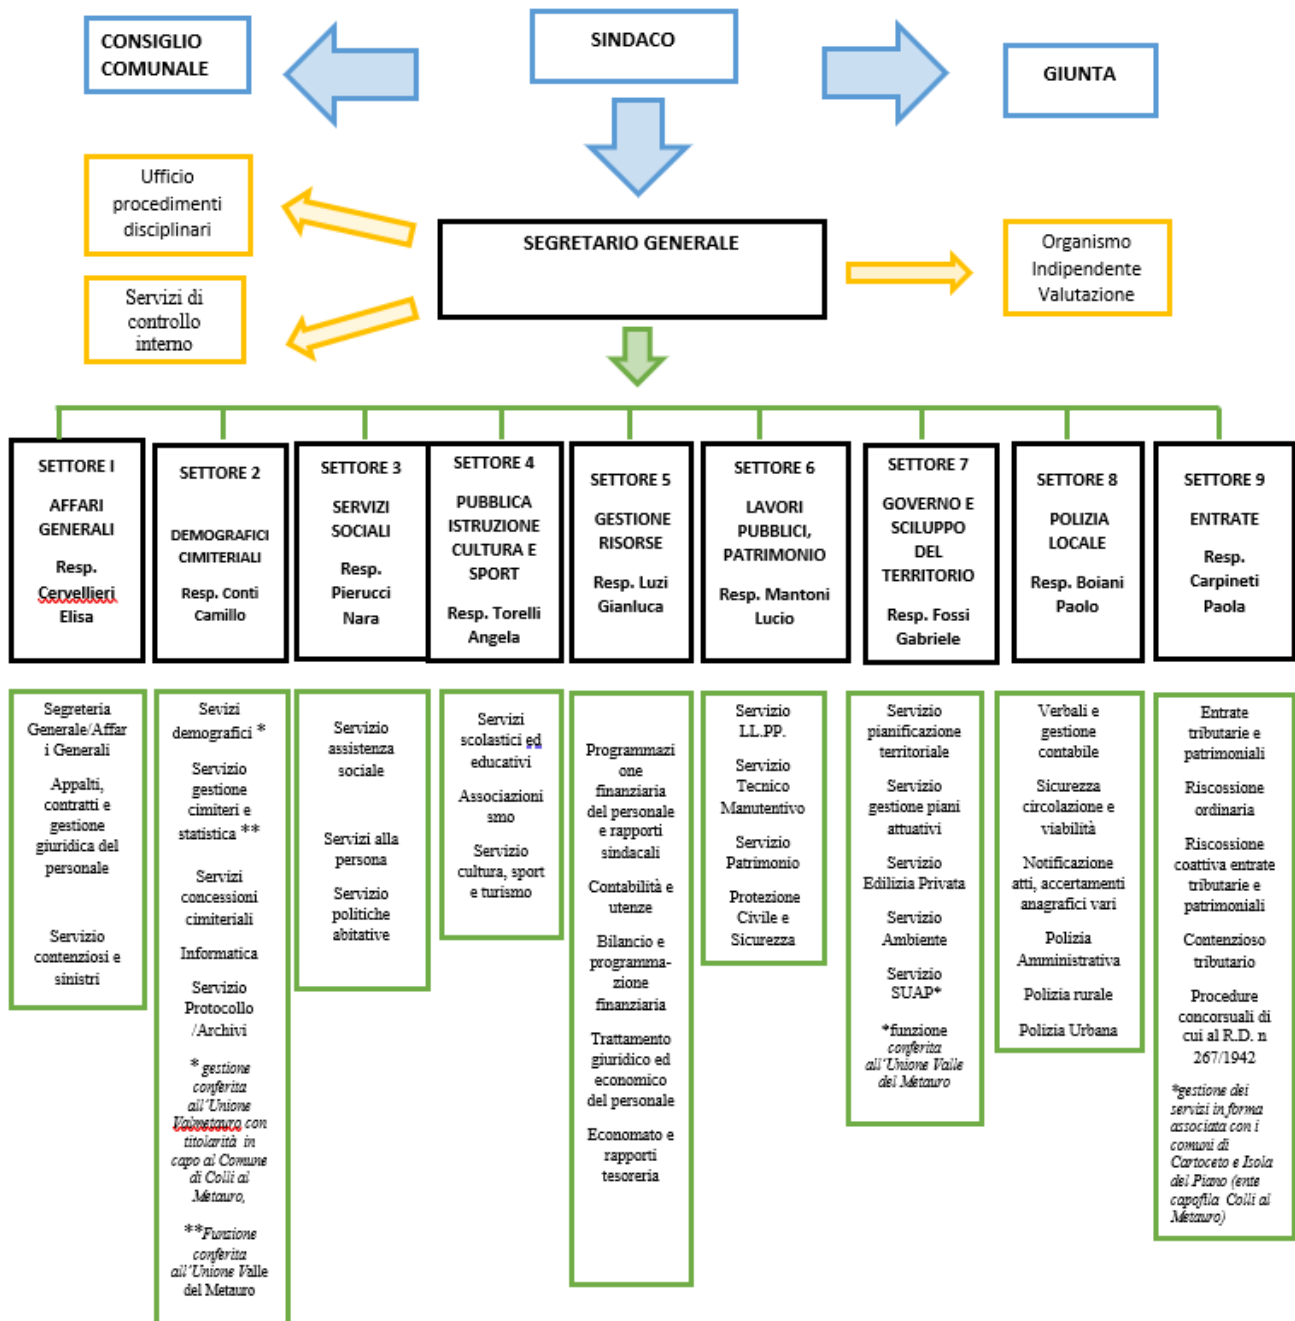 CONSIGLIO
COMUNALE
SINDACO
GIUNTA
Ufficio
procedimenti
disciplinari
SEGRETARIO GENERALE
Organismo
Indipendente
Valutazione
Servizi di
controllo
interno
SETTORE I
AFFARI
GENERALI
Resp.
Cervellieri
Elisa
SETTORE 2
DEMOGRAFICI
CIMITERIALI
Resp. Conti
Camillo
SETTORE 3
SERVIZI
SOCIALI
Resp.
Pierucci
Nara
SETTORE 4
PUBBLICA
ISTRUZIONE
CULTURA E
SPORT
Resp. Torelli
Angela
SETTORE 5
GESTIONE
RISORSE
Resp. Luzi
Gianluca
SETTORE 6
LAVORI
PUBBLICI,
PATRIMONIO
Resp. Mantoni
Lucio
SETTORE 7
GOVERNO E
SCILUPPO
DEL
TERRITORIO
Resp. Fossi
Gabriele
SETTORE 8
POLIZIA
LOCALE
Resp. Boiani
Paolo
SETTORE 9
ENTRATE
Resp.
Carpineti
Paola
Segreteria
Generale/Affar
i Generali
Appalti,
contratti e
gestione
giuridica del
personale
Servizio
contenziosi e
sinistri
Sevizi
demografici *
Servizio
gestione
cimiteri e
statistica **
Servizi
concessioni
cimiteriali
Informatica
Servizio
Protocollo
/Archivi
* gestione
conferita
all'Unione
Valmetauro con
titolarità in
capo al Comune
di Colli al
Metauro,
**Funzione
conferita
all'Unione Valle
del Metauro
Servizio
assistenza
sociale
Servizi alla
persona
Servizio
politiche
abitative
Servizi
scolastici ed
educativi
Associazioni
smo
Servizio
cultura, sport
e turismo
Programmazi
one
finanziaria
del personale
e rapporti
sindacali
Contabilità e
utenze
Bilancio e
programma-
zione
finanziaria
Trattamento
giuridico ed
economico
del personale
Economato e
rapporti
tesoreria
Servizio
LL.PP.
Servizio
Tecnico
Manutentivo
Servizio
Patrimonio
Protezione
Civile e
Sicurezza
Servizio
pianificazione
territoriale
Servizio
gestione piani
attuativi
Servizio
Edilizia Privata
Servizio
Ambiente
Servizio
SUAP*
*funzione
conferita
all'Unione Valle
del Metauro
Verbali e
gestione
contabile
Sicurezza
circolazione e
viabilità
Notificazione
atti, accertamenti
anagrafici vari
Polizia
Amministrativa
Polizia rurale
Polizia Urbana
Entrate
tributarie e
patrimoniali
Riscossione
ordinaria
Riscossione
coattiva entrate
tributarie e
patrimoniali
Contenzioso
tributario
Procedure
concorsuali di
cui al R.D. n
267/1942
*gestione dei
servizi in forma
associata con i
comuni di
Cartoceto e Isola
del Piano (ente
capofila Colli al
Metauro)